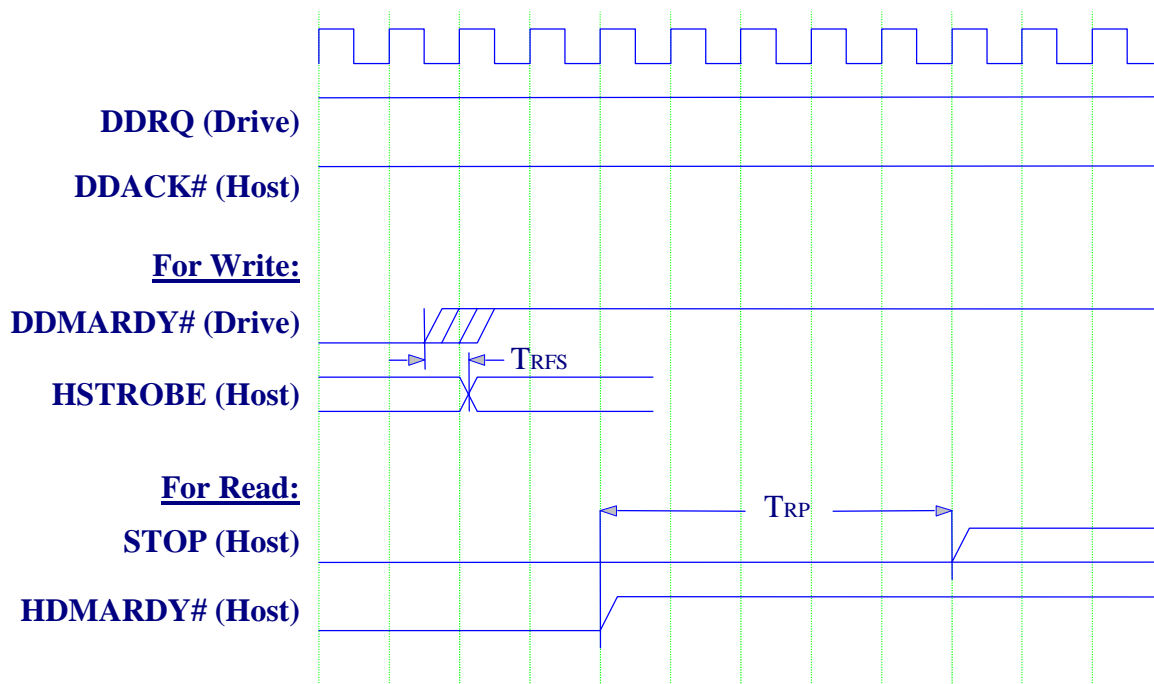 DDRQ (Drive)
DDACK# (Host)
For Write:
DDMARDY# (Drive)
TRFS
HSTROBE (Host)
For Read:
TRP
STOP (Host)
HDMARDY# (Host)